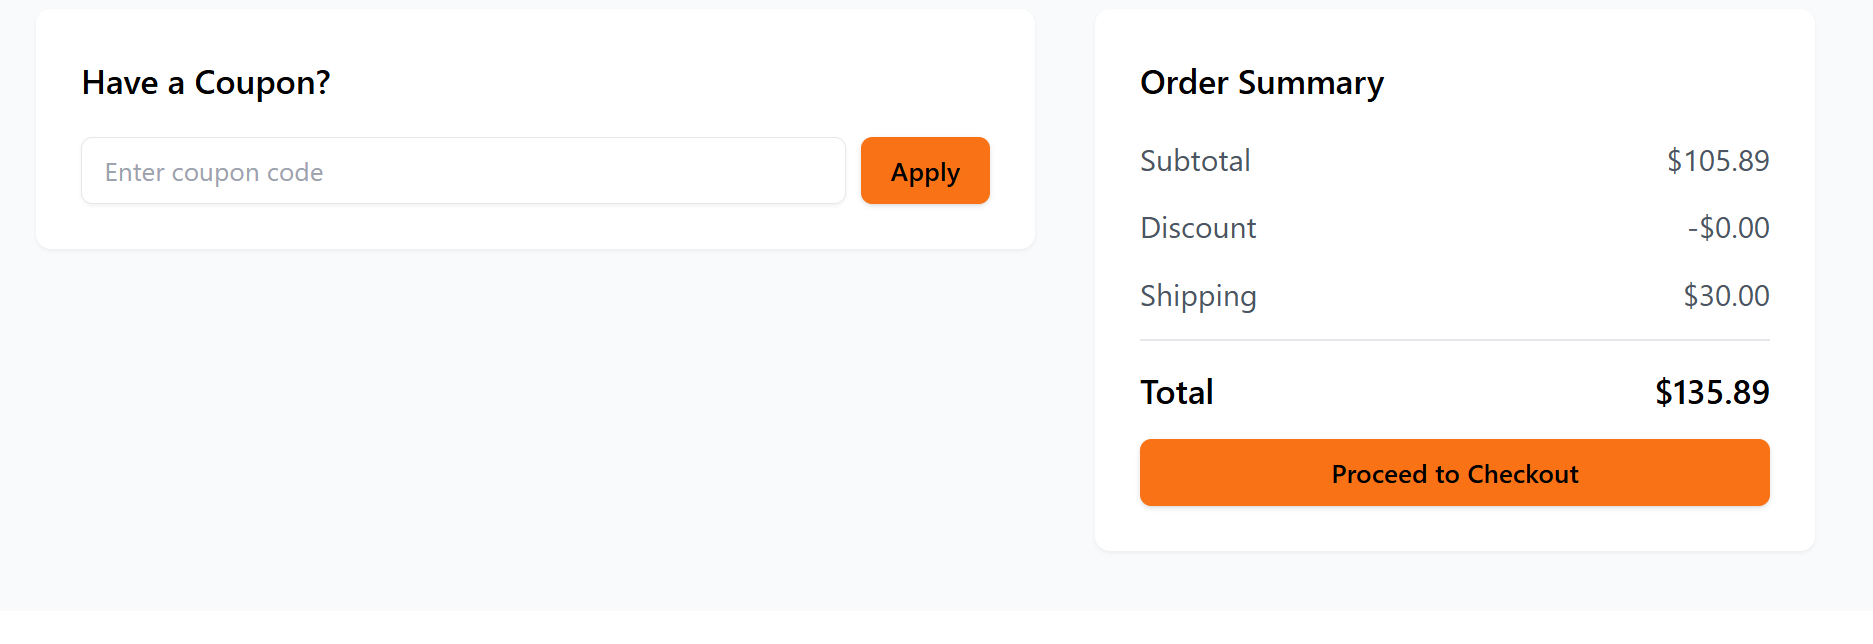 Have a Coupon?
Enter coupon code
Apply
Order Summary
Subtotal $105.89
Discount -$0.00
Shipping $30.00
Total $135.89
Proceed to Checkout